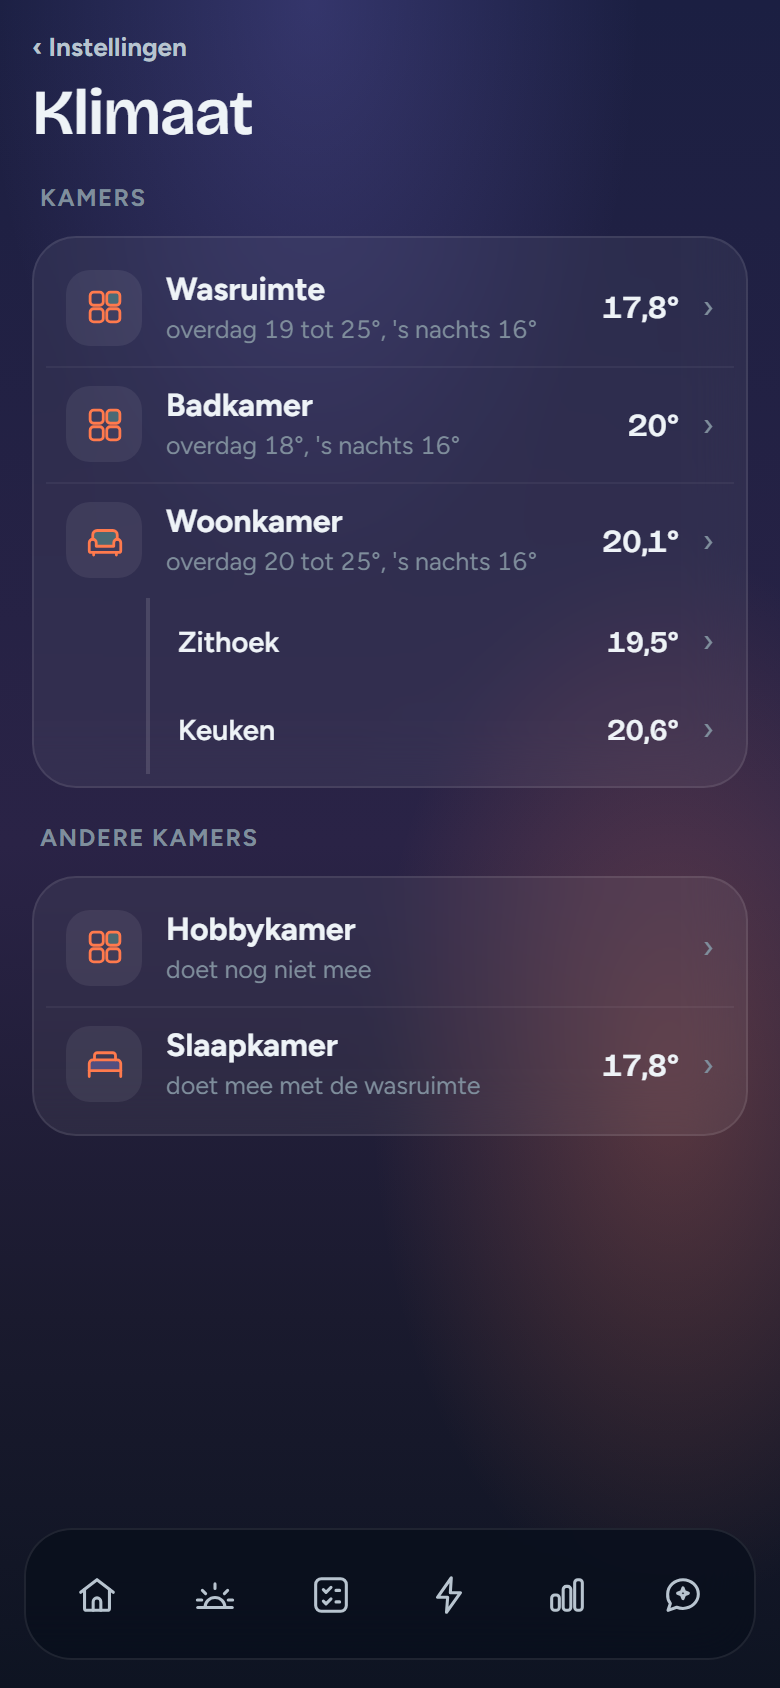 ‹ Instellingen
Klimaat
KAMERS
Wasruimte
overdag 19 tot 25°, 's nachts 16°
17,8° ›
Badkamer
overdag 18°, 's nachts 16°
20° ›
Woonkamer
overdag 20 tot 25°, 's nachts 16°
20,1° ›
Zithoek 19,5° ›
Keuken 20,6° ›
ANDERE KAMERS
Hobbykamer
doet nog niet mee
›
Slaapkamer
doet mee met de wasruimte
17,8° ›